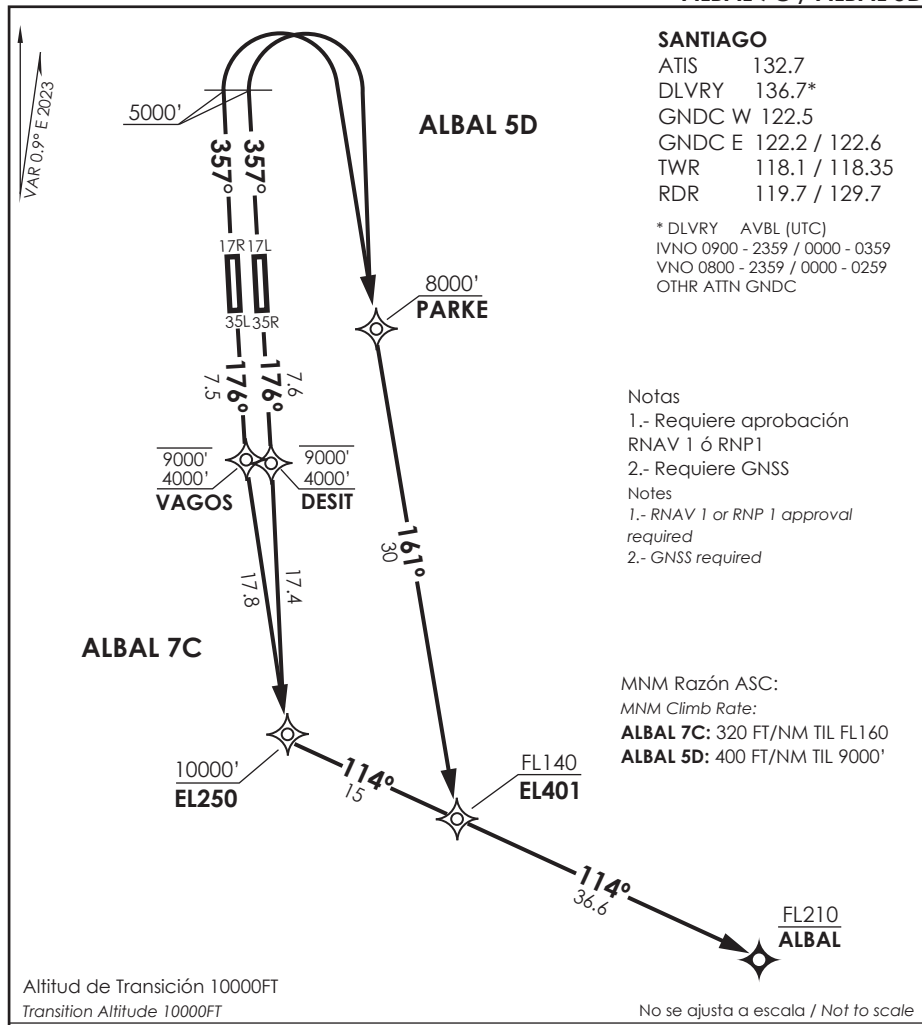 SANTIAGO
ATIS 132.7
DLVRY 136.7*
GNDC W 122.5
GNDC E 122.2 / 122.6
TWR 118.1 / 118.35
RDR 119.7 / 129.7
* DLVRY AVBL (UTC)
IVNO 0900 - 2359 / 0000 - 0359
VNO 0800 - 2359 / 0000 - 0259
OTHR ATTN GNDC
VAR 0.9° E 2023
5000'
ALBAL 5D
357°
357°
17R
17L
35L
35R
8000'
PARKE
176°
7.5
176°
7.6
9000'
4000'
VAGOS
9000'
4000'
DESIT
Notas
1.- Requiere aprobación
RNAV 1 ó RNP1
2.- Requiere GNSS
Notes
1.- RNAV 1 or RNP 1 approval
required
2.- GNSS required
161°
30
17.8
17.4
ALBAL 7C
MNM Razón ASC:
MNM Climb Rate:
ALBAL 7C: 320 FT/NM TIL FL160
ALBAL 5D: 400 FT/NM TIL 9000'
10000'
EL250
114°
15
FL140
EL401
114°
36.6
FL210
ALBAL
Altitud de Transición 10000FT
Transition Altitude 10000FT
No se ajusta a escala / Not to scale